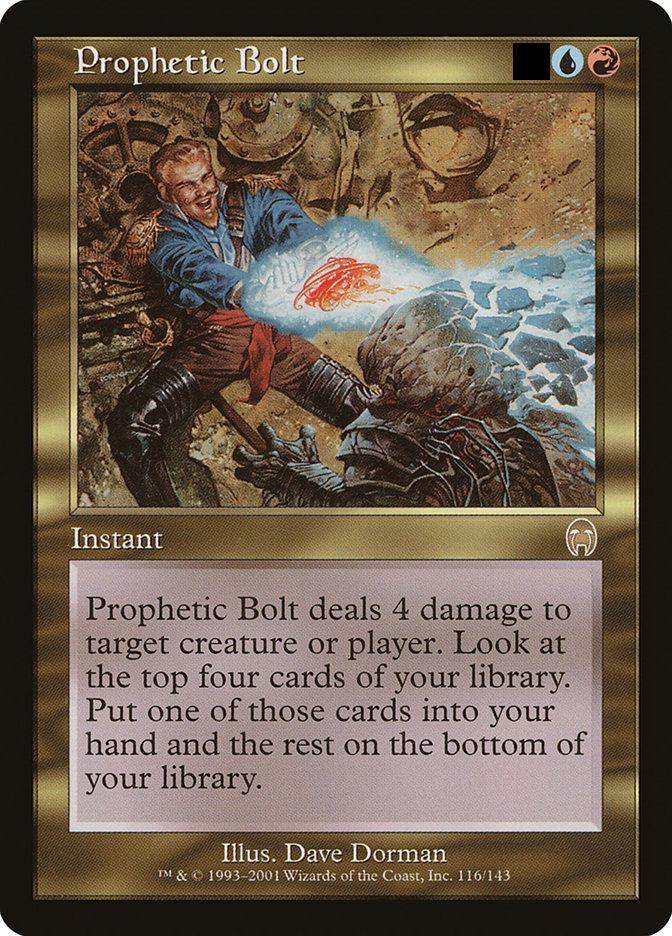 Prophetic Bolt
Instant
Prophetic Bolt deals 4 damage to
target creature or player. Look at
the top four cards of your library.
Put one of those cards into your
hand and the rest on the bottom of
your library.
Illus. Dave Dorman
™ & © 1993–2001 Wizards of the Coast, Inc. 116/143